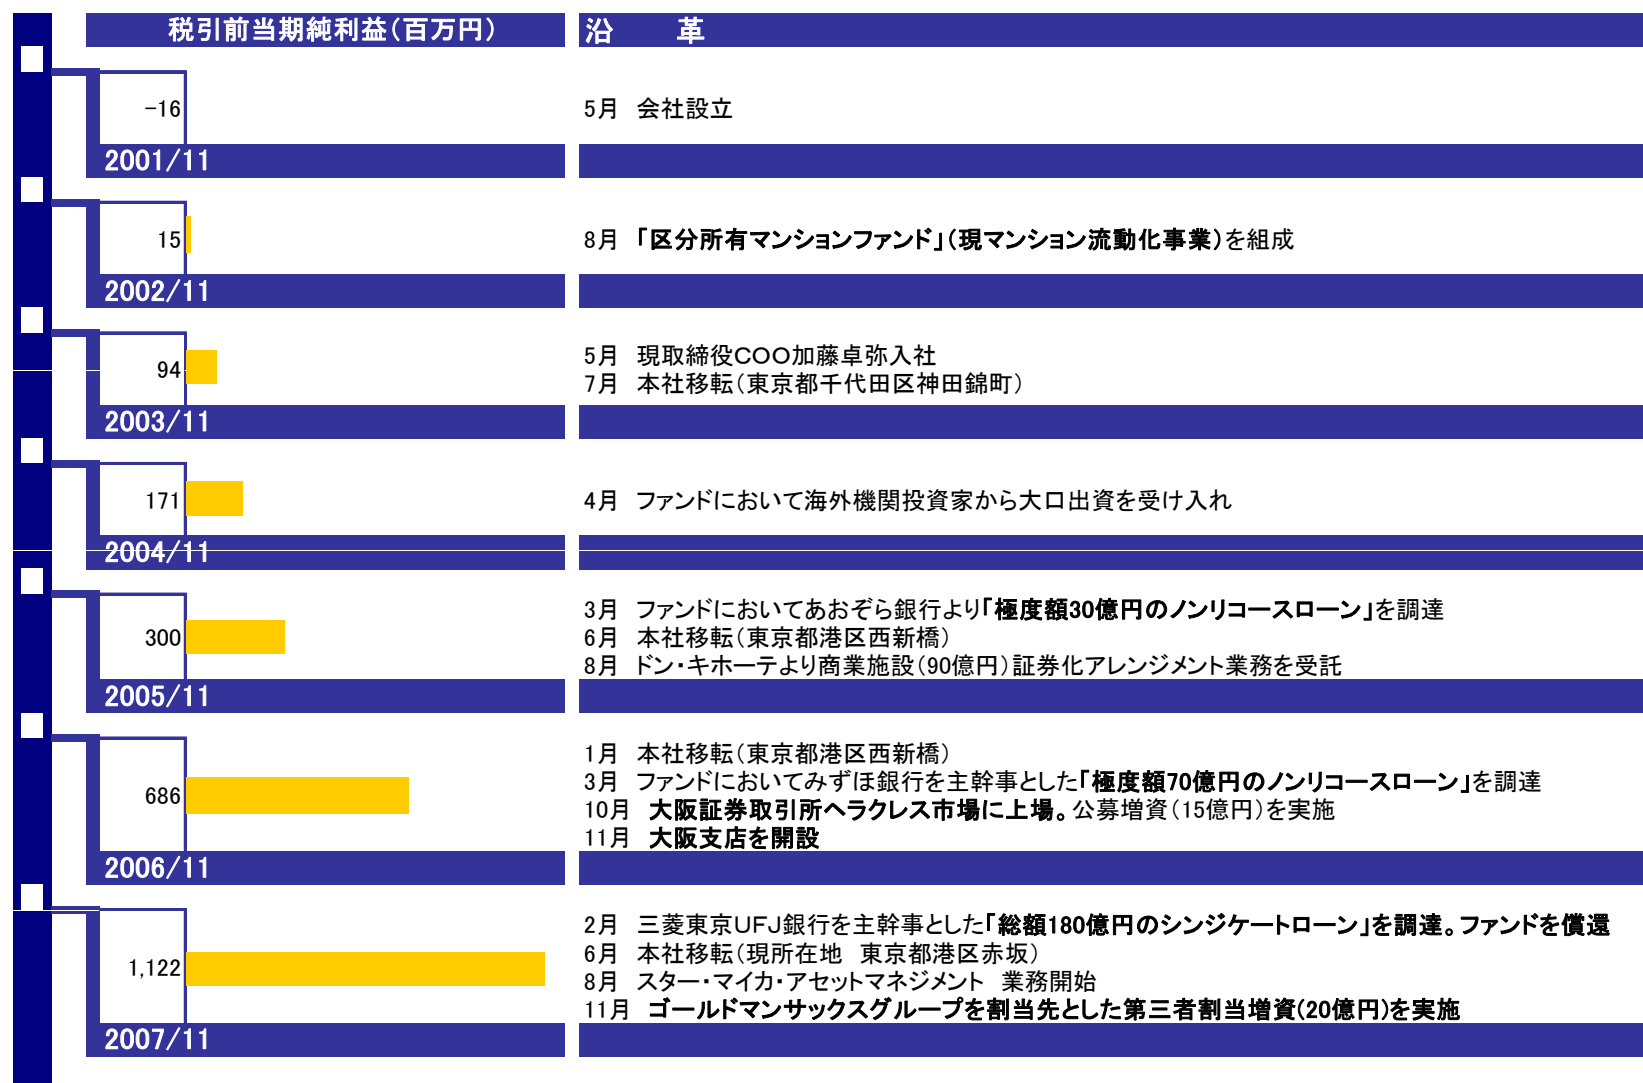 税引前当期純利益（百万円）
沿　革
-16
5月　会社設立
2001/11
15
8月　「区分所有マンションファンド」（現マンション流動化事業）を組成
2002/11
94
5月　現取締役COO加藤卓弥入社
7月　本社移転（東京都千代田区神田錦町）
2003/11
171
4月　ファンドにおいて海外機関投資家から大口出資を受け入れ
2004/11
300
3月　ファンドにおいてあおぞら銀行より「極度額30億円のノンリコースローン」を調達
6月　本社移転（東京都港区西新橋）
8月　ドン・キホーテより商業施設（90億円）証券化アレンジメント業務を受託
2005/11
686
1月　本社移転（東京都港区西新橋）
3月　ファンドにおいてみずほ銀行を主幹事とした「極度額70億円のノンリコースローン」を調達
10月　大阪証券取引所ヘラクレス市場に上場。公募増資（15億円）を実施
11月　大阪支店を開設
2006/11
1,122
2月　三菱東京UFJ銀行を主幹事とした「総額180億円のシンジケートローン」を調達。ファンドを償還
6月　本社移転（現所在地　東京都港区赤坂）
8月　スター・マイカ・アセットマネジメント　業務開始
11月　ゴールドマンサックスグループを割当先とした第三者割当増資(20億円)を実施
2007/11